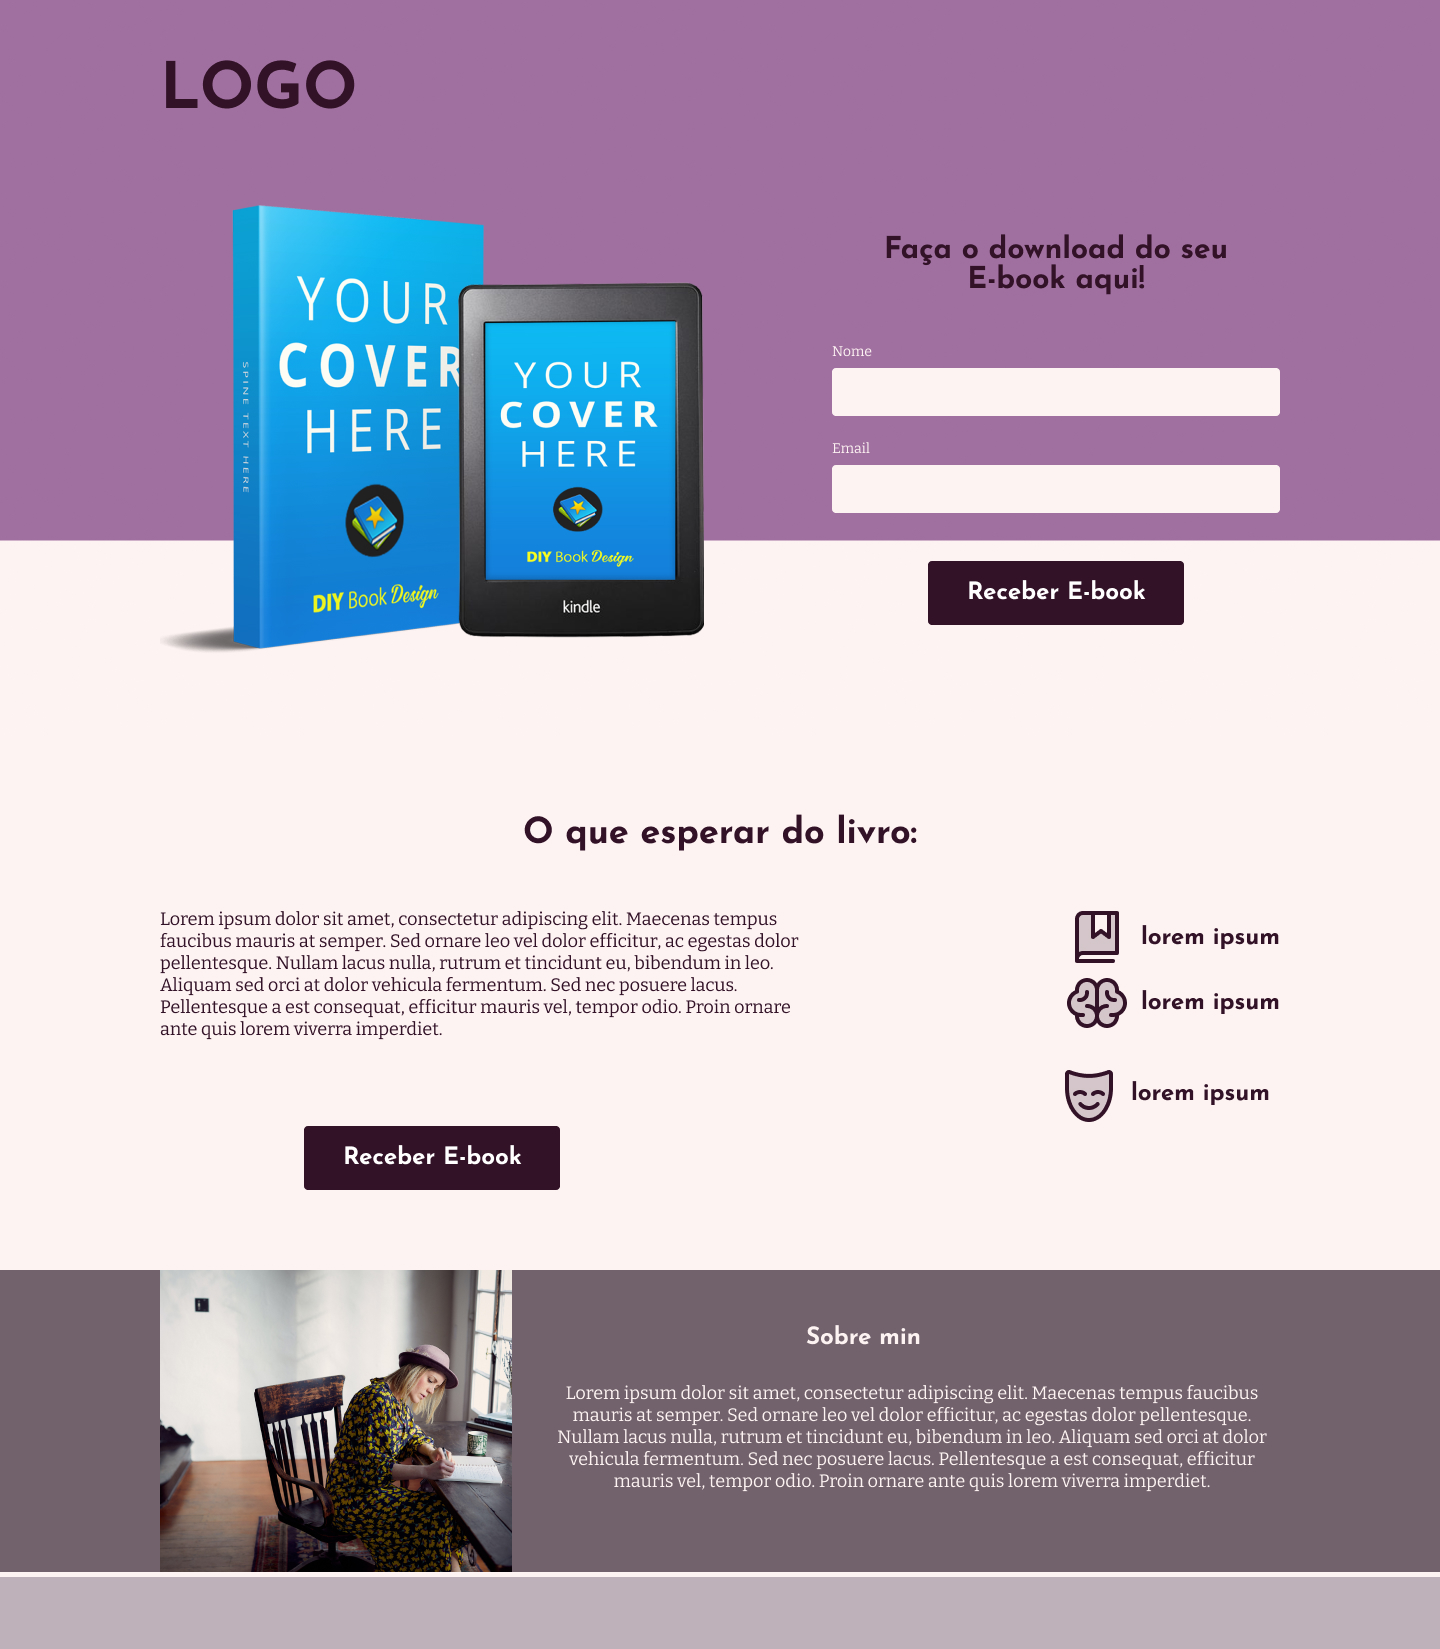 LOGO
YOUR
COVER
HERE
SPINE TEXT HERE
DIY Book Design
YOUR
COVER
HERE
DIY Book Design
kindle
Faça o download do seu
E-book aqui!
Nome
Email
Receber E-book
O que esperar do livro:
Lorem ipsum dolor sit amet, consectetur adipiscing elit. Maecenas tempus
faucibus mauris at semper. Sed ornare leo vel dolor efficitur, ac egestas dolor
pellentesque. Nullam lacus nulla, rutrum et tincidunt eu, bibendum in leo.
Aliquam sed orci at dolor vehicula fermentum. Sed nec posuere lacus.
Pellentesque a est consequat, efficitur mauris vel, tempor odio. Proin ornare
ante quis lorem viverra imperdiet.
lorem ipsum
lorem ipsum
lorem ipsum
Receber E-book
Sobre min
Lorem ipsum dolor sit amet, consectetur adipiscing elit. Maecenas tempus faucibus
mauris at semper. Sed ornare leo vel dolor efficitur, ac egestas dolor pellentesque.
Nullam lacus nulla, rutrum et tincidunt eu, bibendum in leo. Aliquam sed orci at dolor
vehicula fermentum. Sed nec posuere lacus. Pellentesque a est consequat, efficitur
mauris vel, tempor odio. Proin ornare ante quis lorem viverra imperdiet.